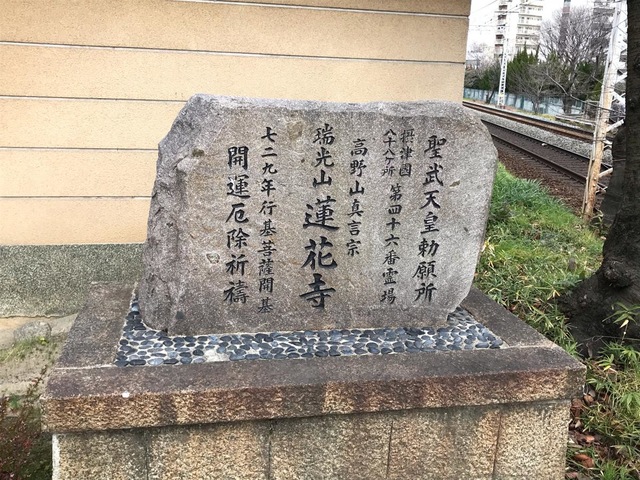 聖武天皇勅願所
摂津国八十八ヶ所 第四十六番霊場
高野山真言宗
瑞光山 蓮花寺
七二九年行基菩薩開基
開運厄除祈禱